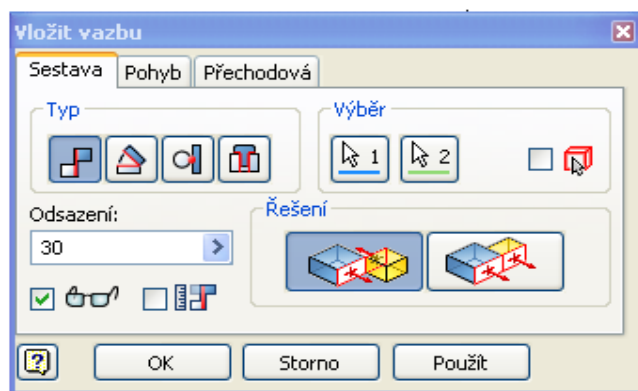 Vložit vazbu
Sestava Pohyb Přechodová
Typ Výběr
1 2
Odsazení: Řešení
30
OK Storno Použít